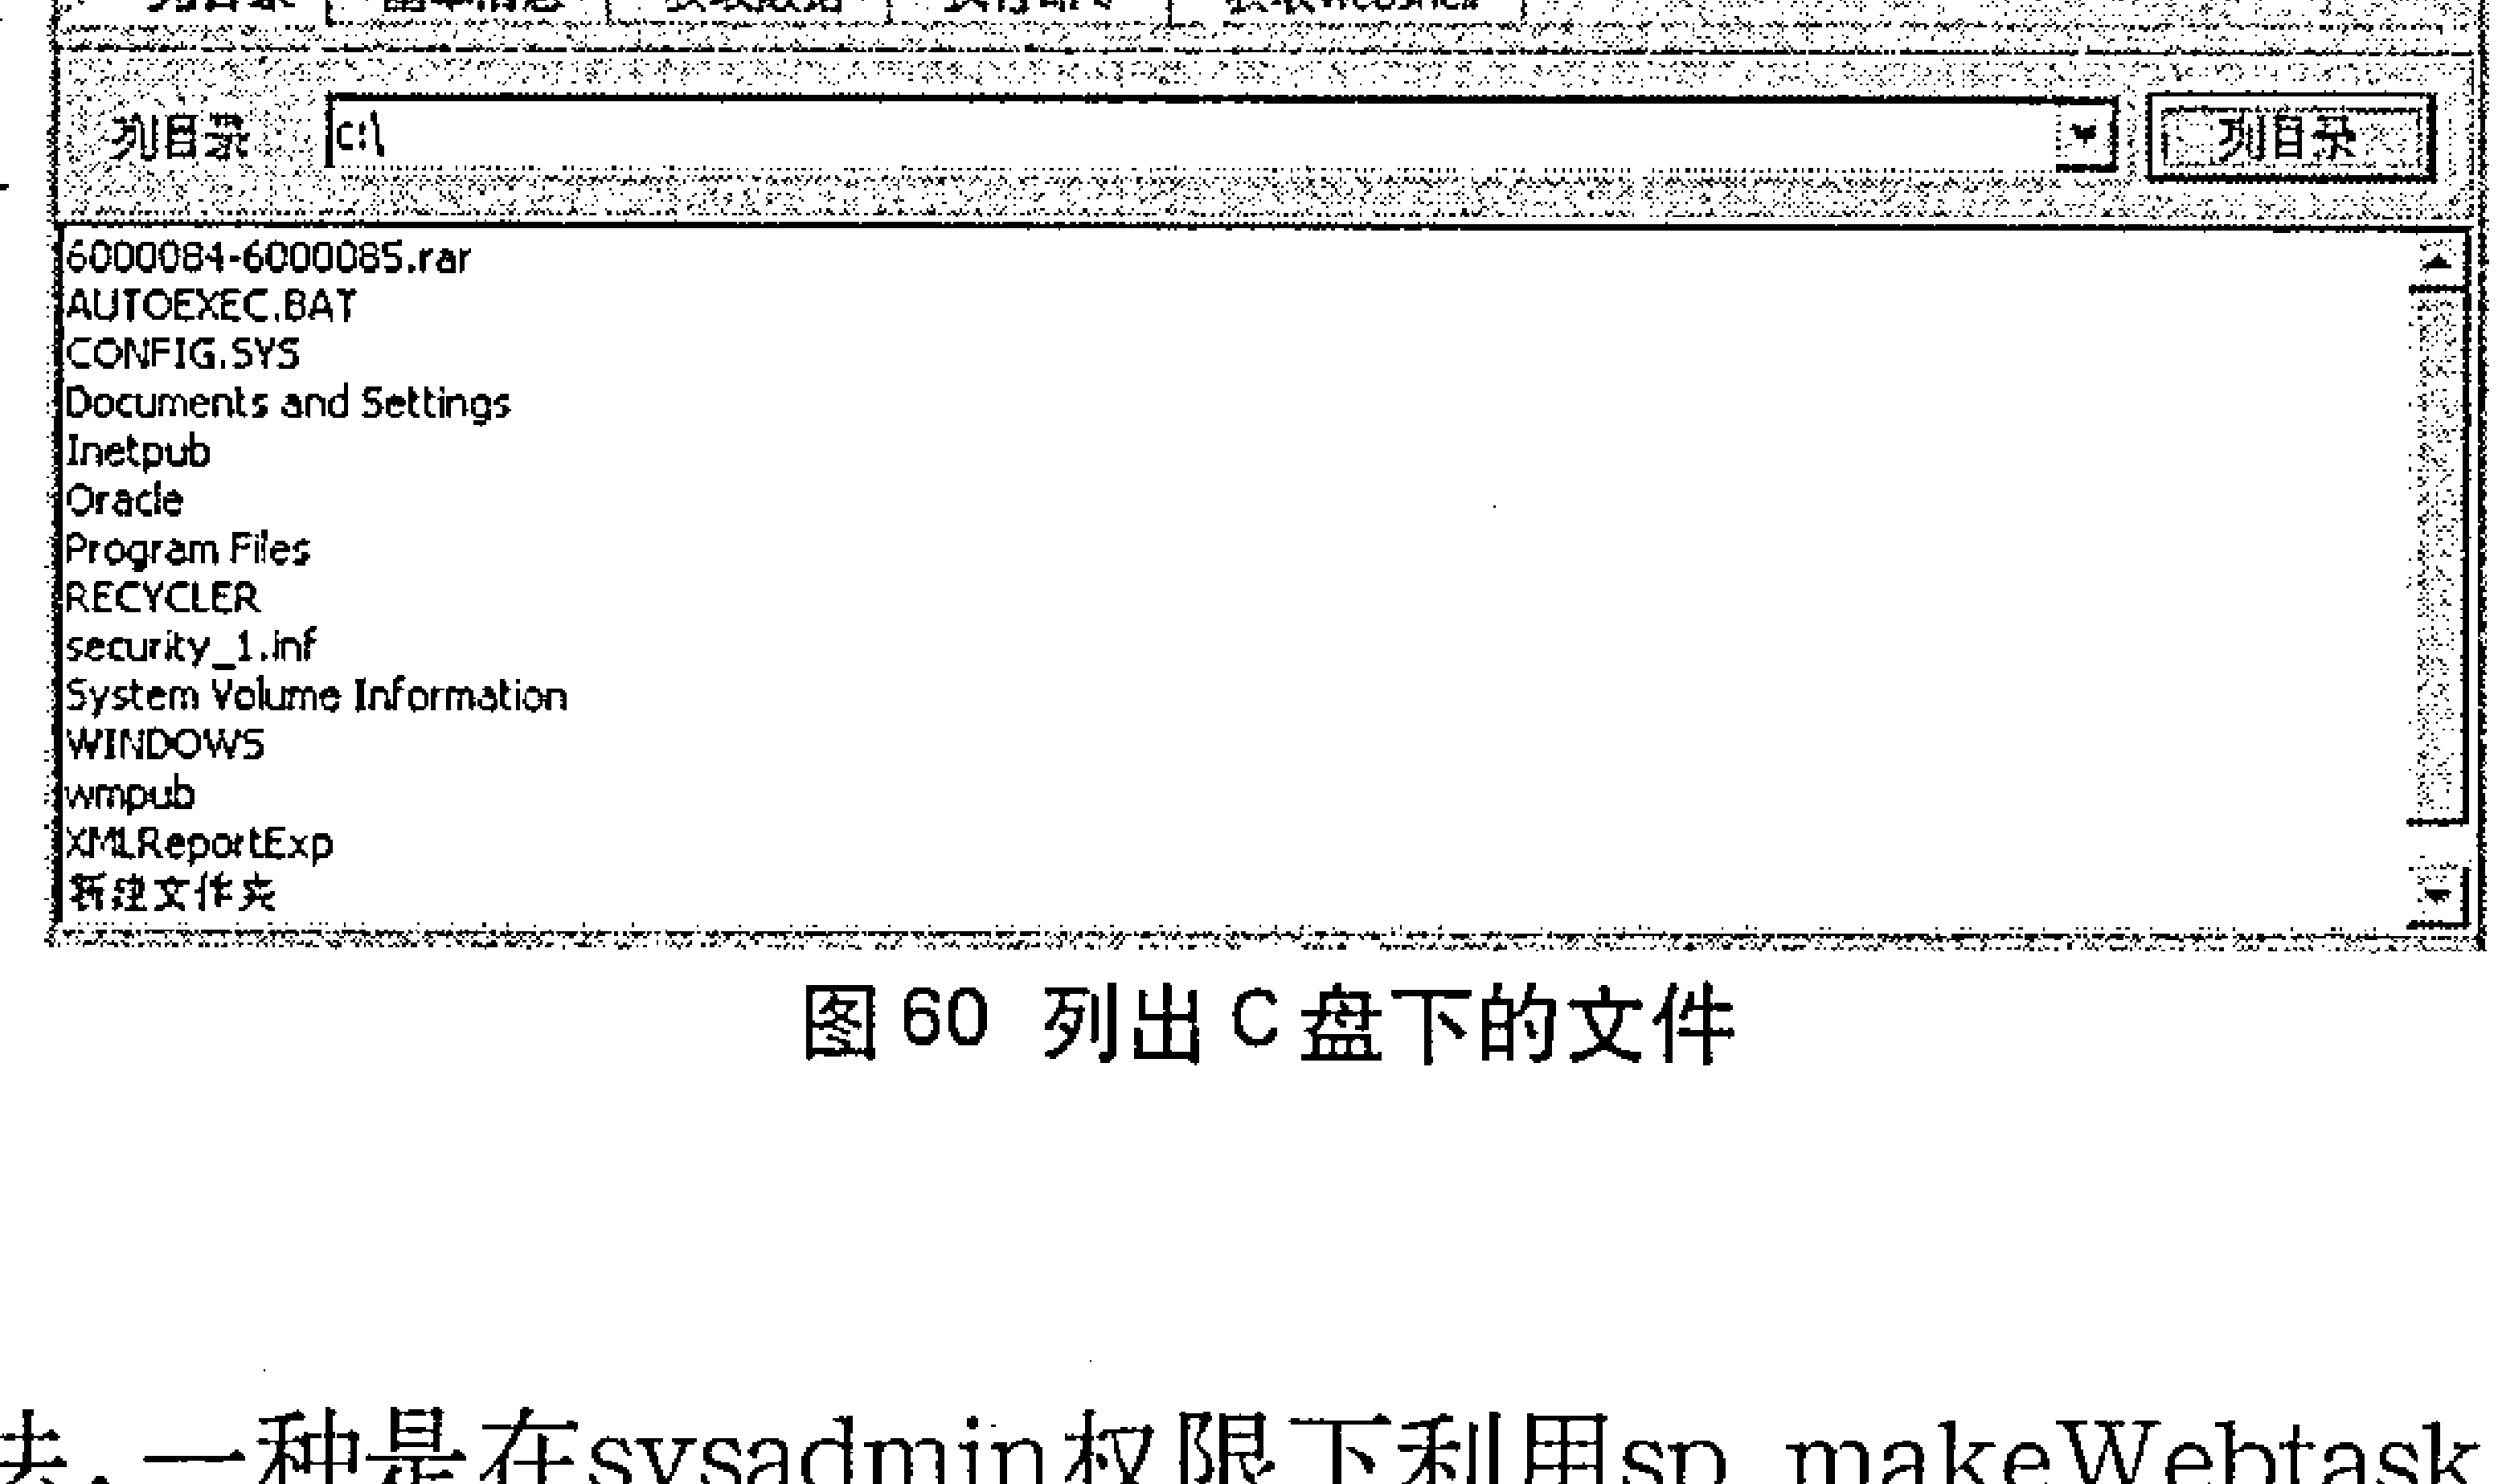 列目录 c:\ 列目录
6000084-6000085.rar
AUTOEXEC.BAT
CONFIG.SYS
Documents and Settings
Inetpub
Oracle
Program Files
RECYCLER
security_1.inf
System Volume Information
WINDOWS
wmpub
XMLReportExp
新建文件夹
图 60 列出 C 盘下的文件
一种是在sysadmin权限下利用sp_makeWebtask